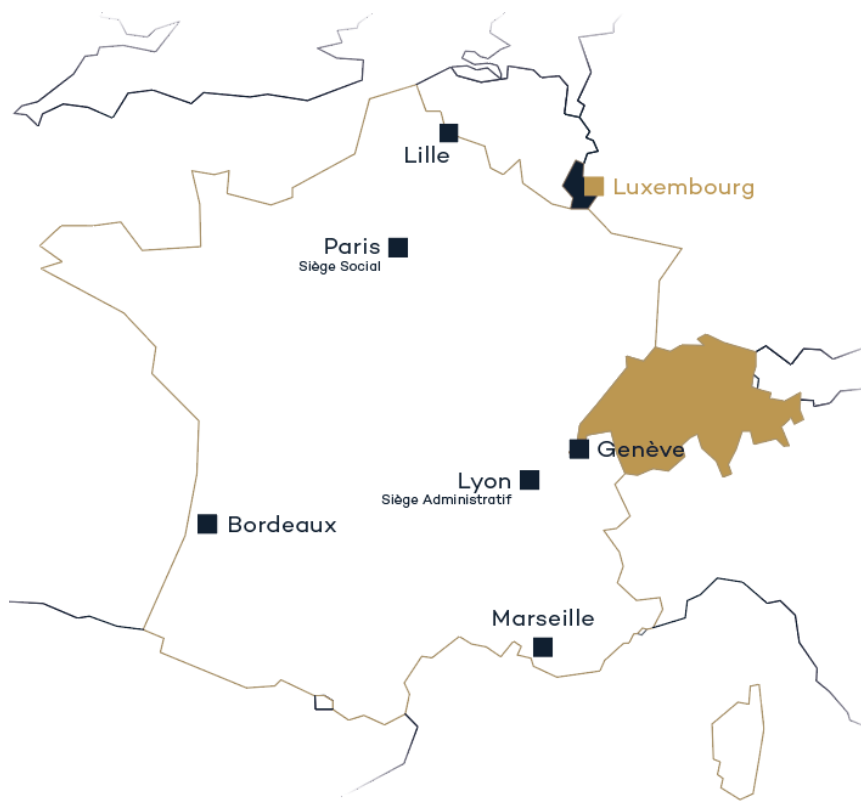 Lille
Luxembourg
Paris
Siège Social
Genève
Lyon
Siège Administratif
Bordeaux
Marseille